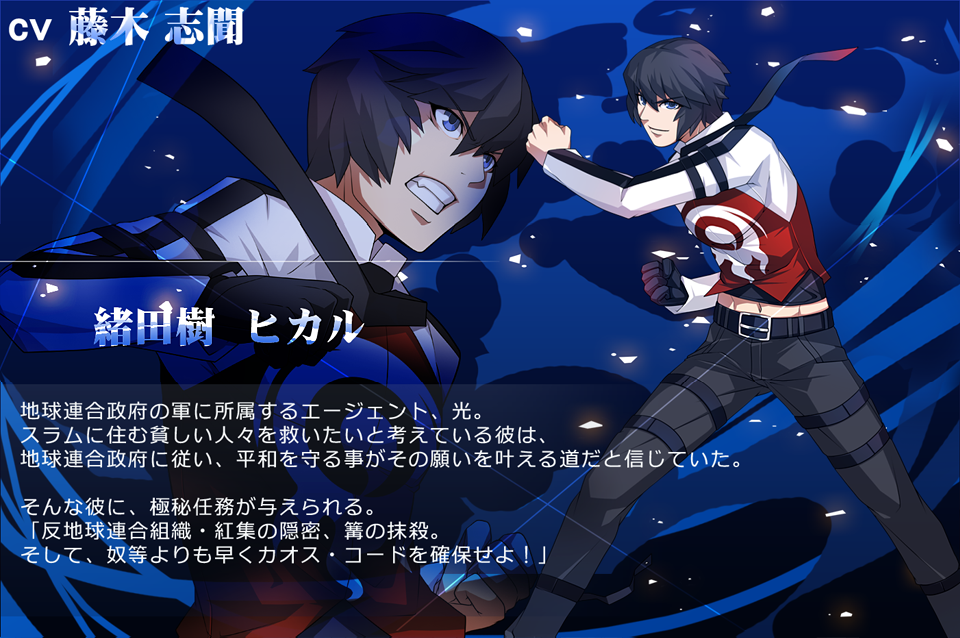 CV 藤木 志聞
緒田樹 ヒカル
地球連合政府の軍に所属するエージェント、光。
スラムに住む貧しい人々を救いたいと考えている彼は、
地球連合政府に従い、平和を守る事がその願いを叶える道だと信じていた。
そんな彼に、極秘任務が与えられる。
「反地球連合組織・紅集の隠密、篝の抹殺。
そして、奴等よりも早くカオス・コードを確保せよ！」